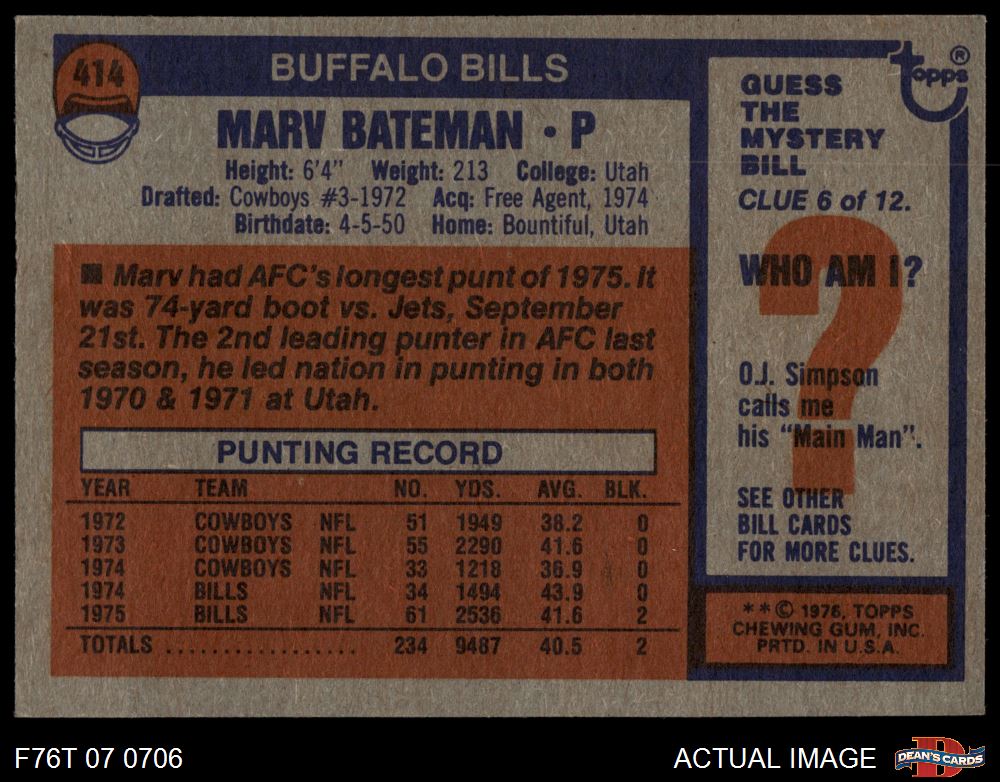 414
BUFFALO BILLS
MARV BATEMAN · P
Height: 6'4" Weight: 213 College: Utah
Drafted: Cowboys #3-1972 Acq: Free Agent, 1974
Birthdate: 4-5-50 Home: Bountiful, Utah
■ Marv had AFC's longest punt of 1975. It
was 74-yard boot vs. Jets, September
21st. The 2nd leading punter in AFC last
season, he led nation in punting in both
1970 & 1971 at Utah.
PUNTING RECORD
YEAR TEAM NO. YDS. AVG. BLK.
1972 COWBOYS NFL 51 1949 38.2 0
1973 COWBOYS NFL 55 2290 41.6 0
1974 COWBOYS NFL 33 1218 36.9 0
1974 BILLS NFL 34 1494 43.9 0
1975 BILLS NFL 61 2536 41.6 2
TOTALS ................. 234 9487 40.5 2
topps ®
GUESS
THE
MYSTERY
BILL
CLUE 6 of 12.
WHO AM I?
?
O.J. Simpson
calls me
his "Main Man".
SEE OTHER
BILL CARDS
FOR MORE CLUES.
* * © 1976, TOPPS
CHEWING GUM, INC.
PRTD. IN U.S.A.
F76T 07 0706
ACTUAL IMAGE
D
DEAN'S CARDS